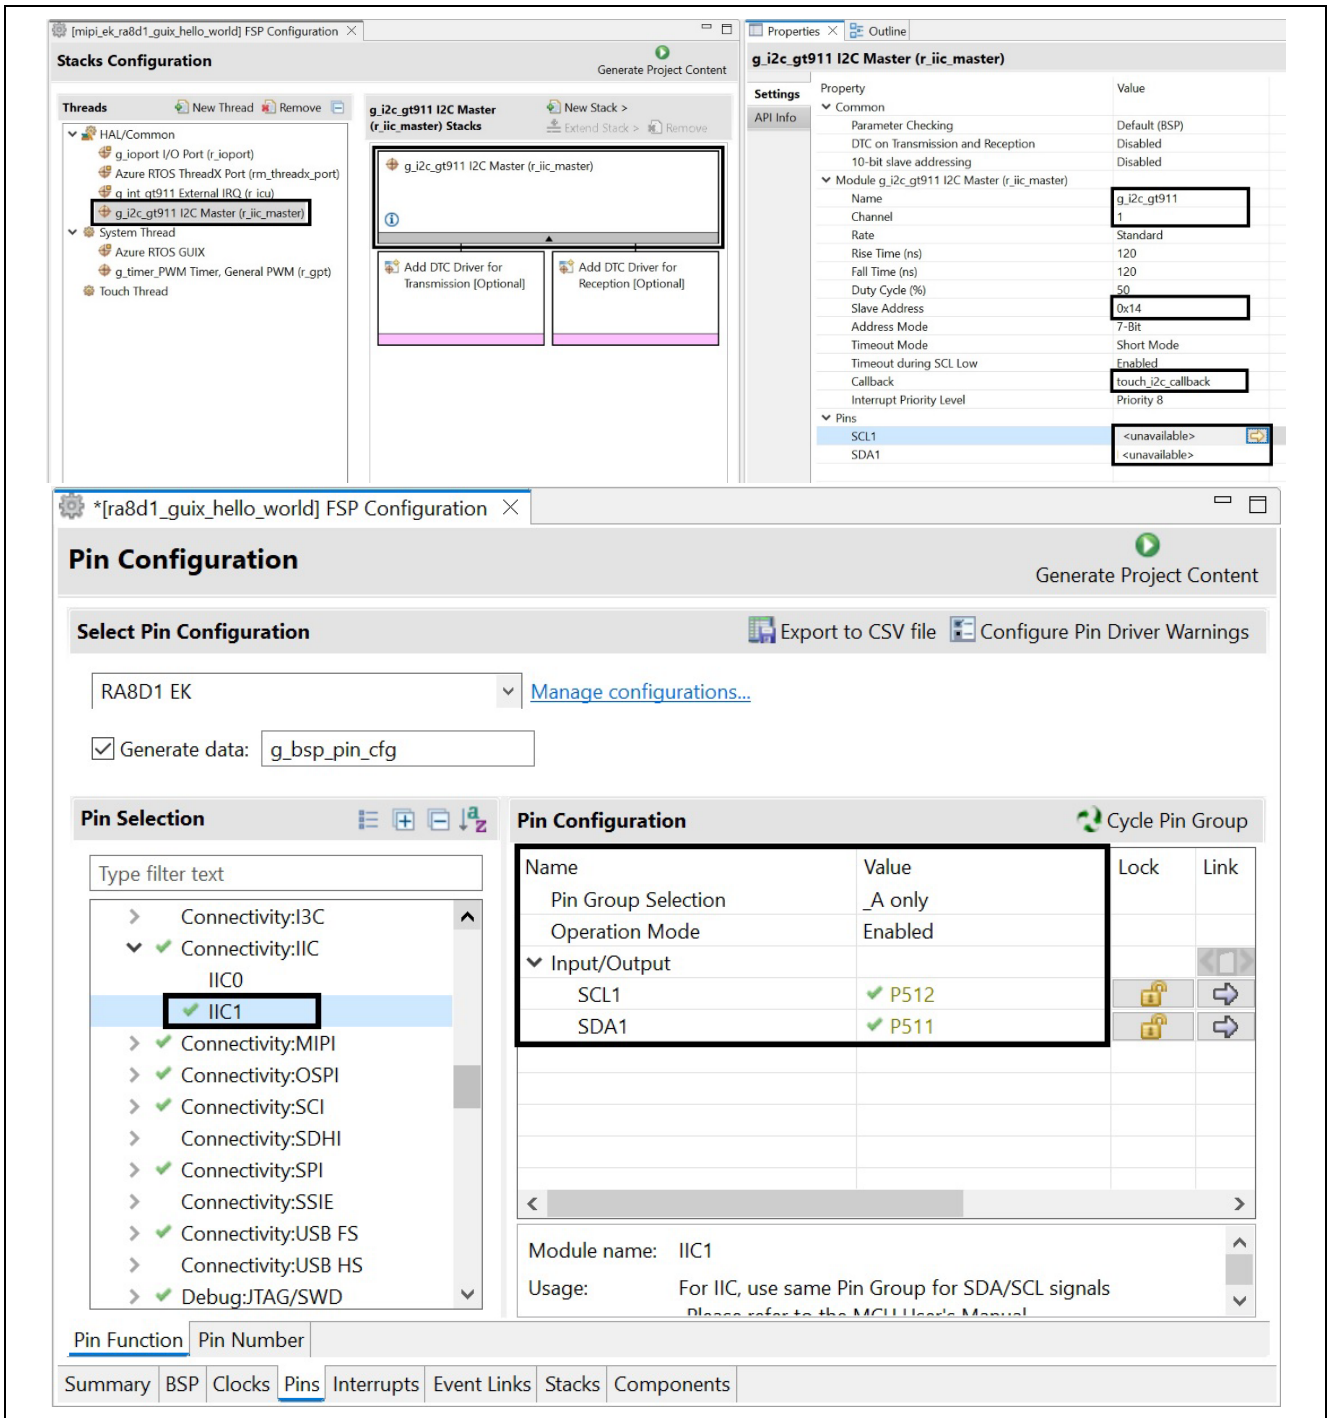 [mipi_ek_ra8d1_guix_hello_world] FSP Configuration
Stacks Configuration
Generate Project Content
Threads
New Thread
Remove
HAL/Common
g_ioport I/O Port (r_ioport)
Azure RTOS ThreadX Port (rm_threadx_port)
g_int_gt911 External IRQ (r_icu)
g_i2c_gt911 I2C Master (r_iic_master)
System Thread
Azure RTOS GUIX
g_timer_PWM Timer, General PWM (r_gpt)
Touch Thread
g_i2c_gt911 I2C Master
(r_iic_master) Stacks
New Stack >
Extend Stack >
Remove
g_i2c_gt911 I2C Master (r_iic_master)
Add DTC Driver for
Transmission [Optional]
Add DTC Driver for
Reception [Optional]
Properties
Outline
g_i2c_gt911 I2C Master (r_iic_master)
Settings
API Info
Property Value
Common
Parameter Checking Default (BSP)
DTC on Transmission and Reception Disabled
10-bit slave addressing Disabled
Module g_i2c_gt911 I2C Master (r_iic_master)
Name g_i2c_gt911
Channel 1
Rate Standard
Rise Time (ns) 120
Fall Time (ns) 120
Duty Cycle (%) 50
Slave Address 0x14
Address Mode 7-Bit
Timeout Mode Short Mode
Timeout during SCL Low Enabled
Callback touch_i2c_callback
Interrupt Priority Level Priority 8
Pins
SCL1 <unavailable>
SDA1 <unavailable>
*[ra8d1_guix_hello_world] FSP Configuration
Pin Configuration
Generate Project Content
Select Pin Configuration
Export to CSV file
Configure Pin Driver Warnings
RA8D1 EK
Manage configurations...
Generate data: g_bsp_pin_cfg
Pin Selection
Type filter text
Connectivity:I3C
Connectivity:IIC
IIC0
IIC1
Connectivity:MIPI
Connectivity:OSPI
Connectivity:SCI
Connectivity:SDHI
Connectivity:SPI
Connectivity:SSIE
Connectivity:USB FS
Connectivity:USB HS
Debug:JTAG/SWD
Pin Configuration
Cycle Pin Group
Name Value Lock Link
Pin Group Selection _A only
Operation Mode Enabled
Input/Output
SCL1 P512
SDA1 P511
Module name: IIC1
Usage: For IIC, use same Pin Group for SDA/SCL signals
Please refer to the MCU User's Manual
Pin Function Pin Number
Summary BSP Clocks Pins Interrupts Event Links Stacks Components